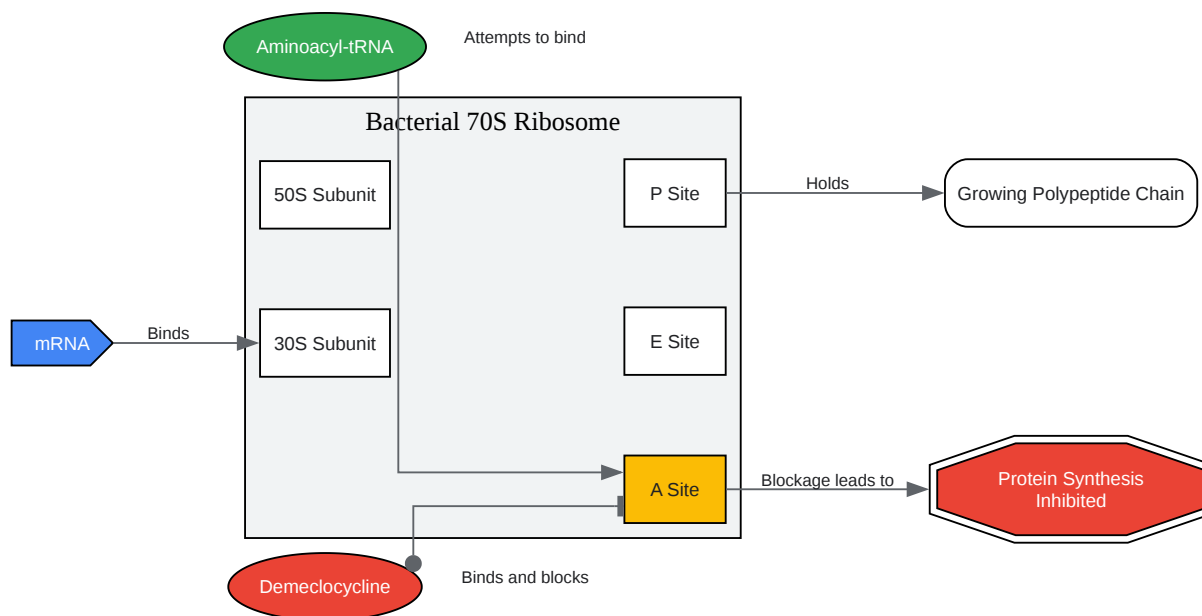 Aminoacyl-tRNA
Attempts to bind
Bacterial 70S Ribosome
50S Subunit
P Site
Holds
Growing Polypeptide Chain
mRNA
Binds
30S Subunit
E Site
A Site
Blockage leads to
Protein Synthesis
Inhibited
Demeclocycline
Binds and blocks